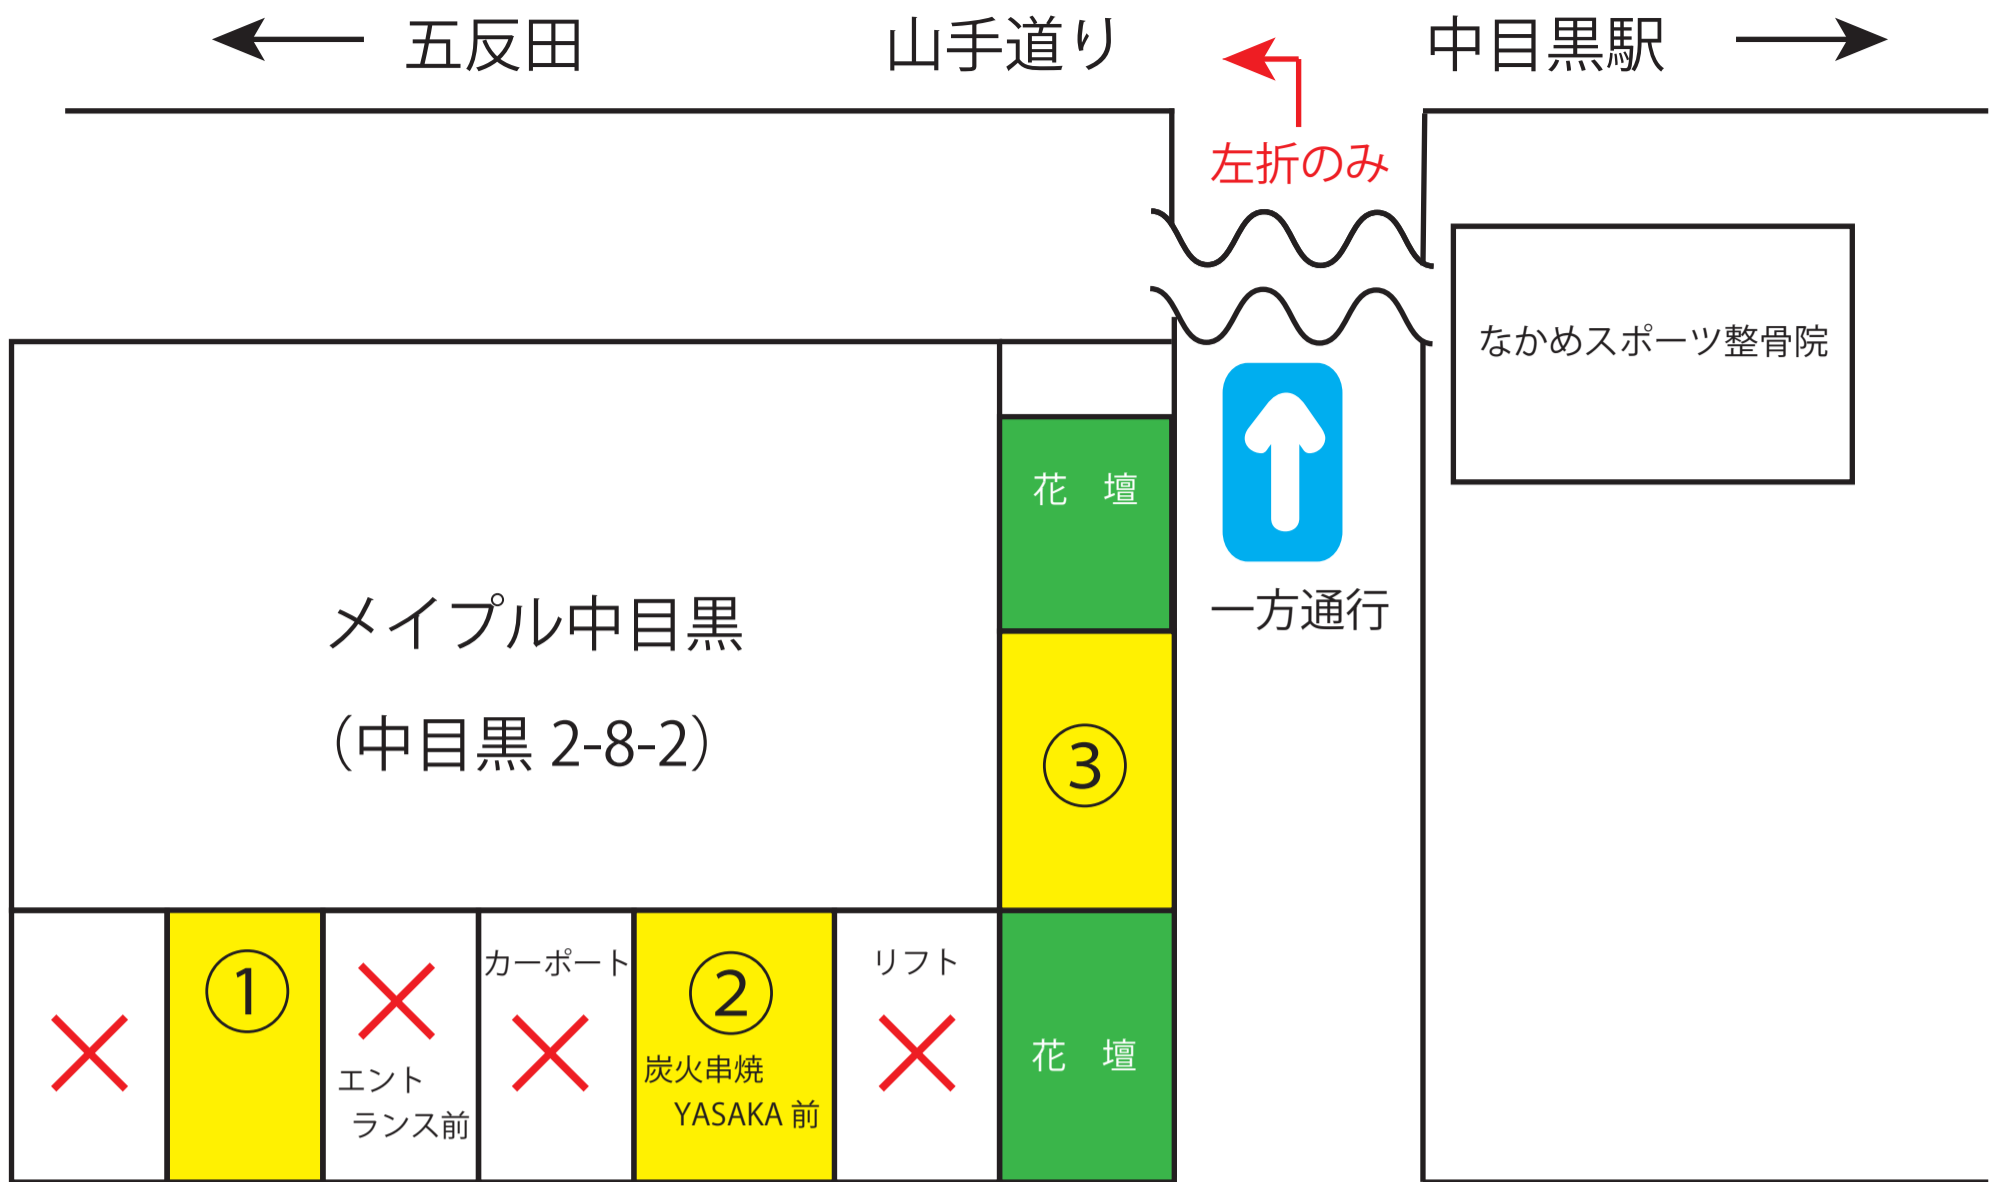 五反田
山手通り
中目黒駅
左折のみ
なかめスポーツ整骨院
花 壇
一方通行
メイプル中目黒
(中目黒 2-8-2)
③
①
カーポート
②
リフト
炭火串焼
YASAKA 前
エント
ランス前
花 壇